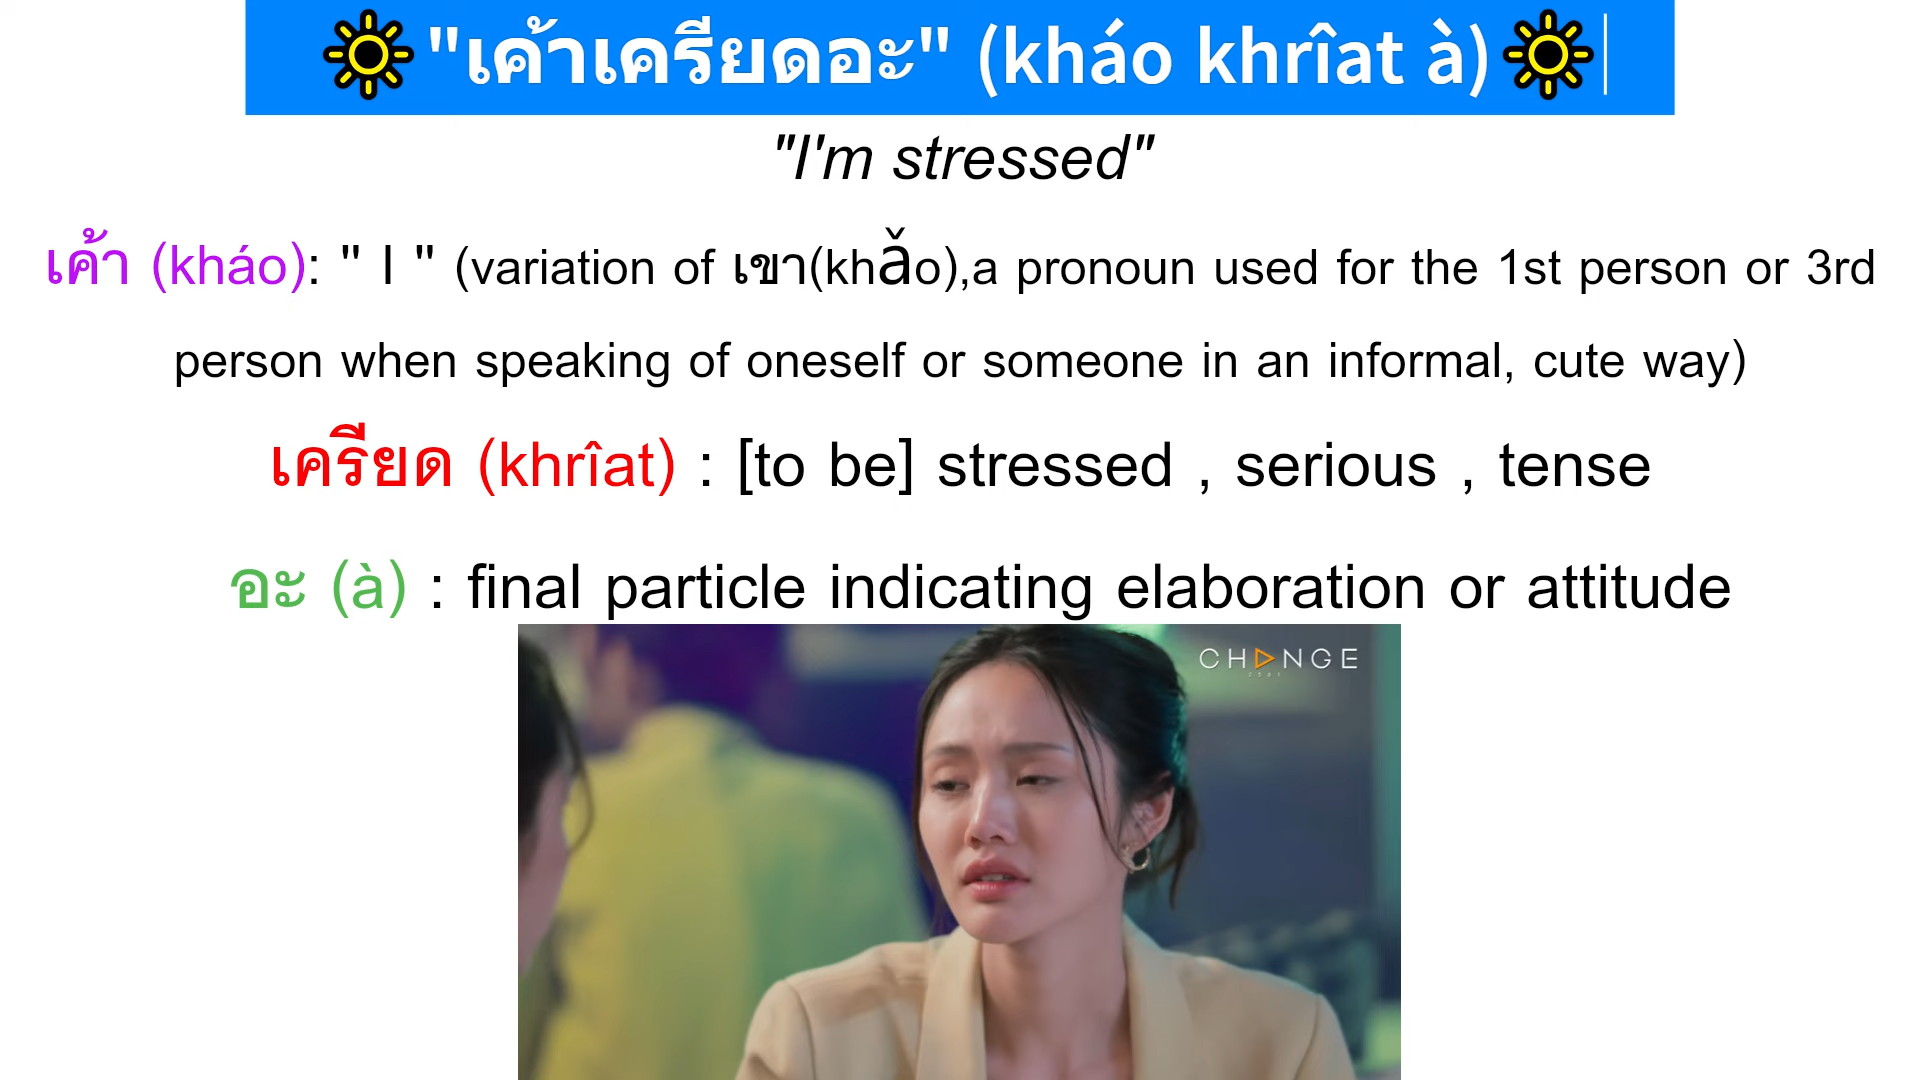 "เค้าเครียดอะ" (kháo khrîat à)
"I'm stressed"
เค้า (kháo): " I " (variation of เขา(khǎo),a pronoun used for the 1st person or 3rd
person when speaking of oneself or someone in an informal, cute way)
เครียด (khrîat) : [to be] stressed , serious , tense
อะ (à) : final particle indicating elaboration or attitude
CHANGE
2561